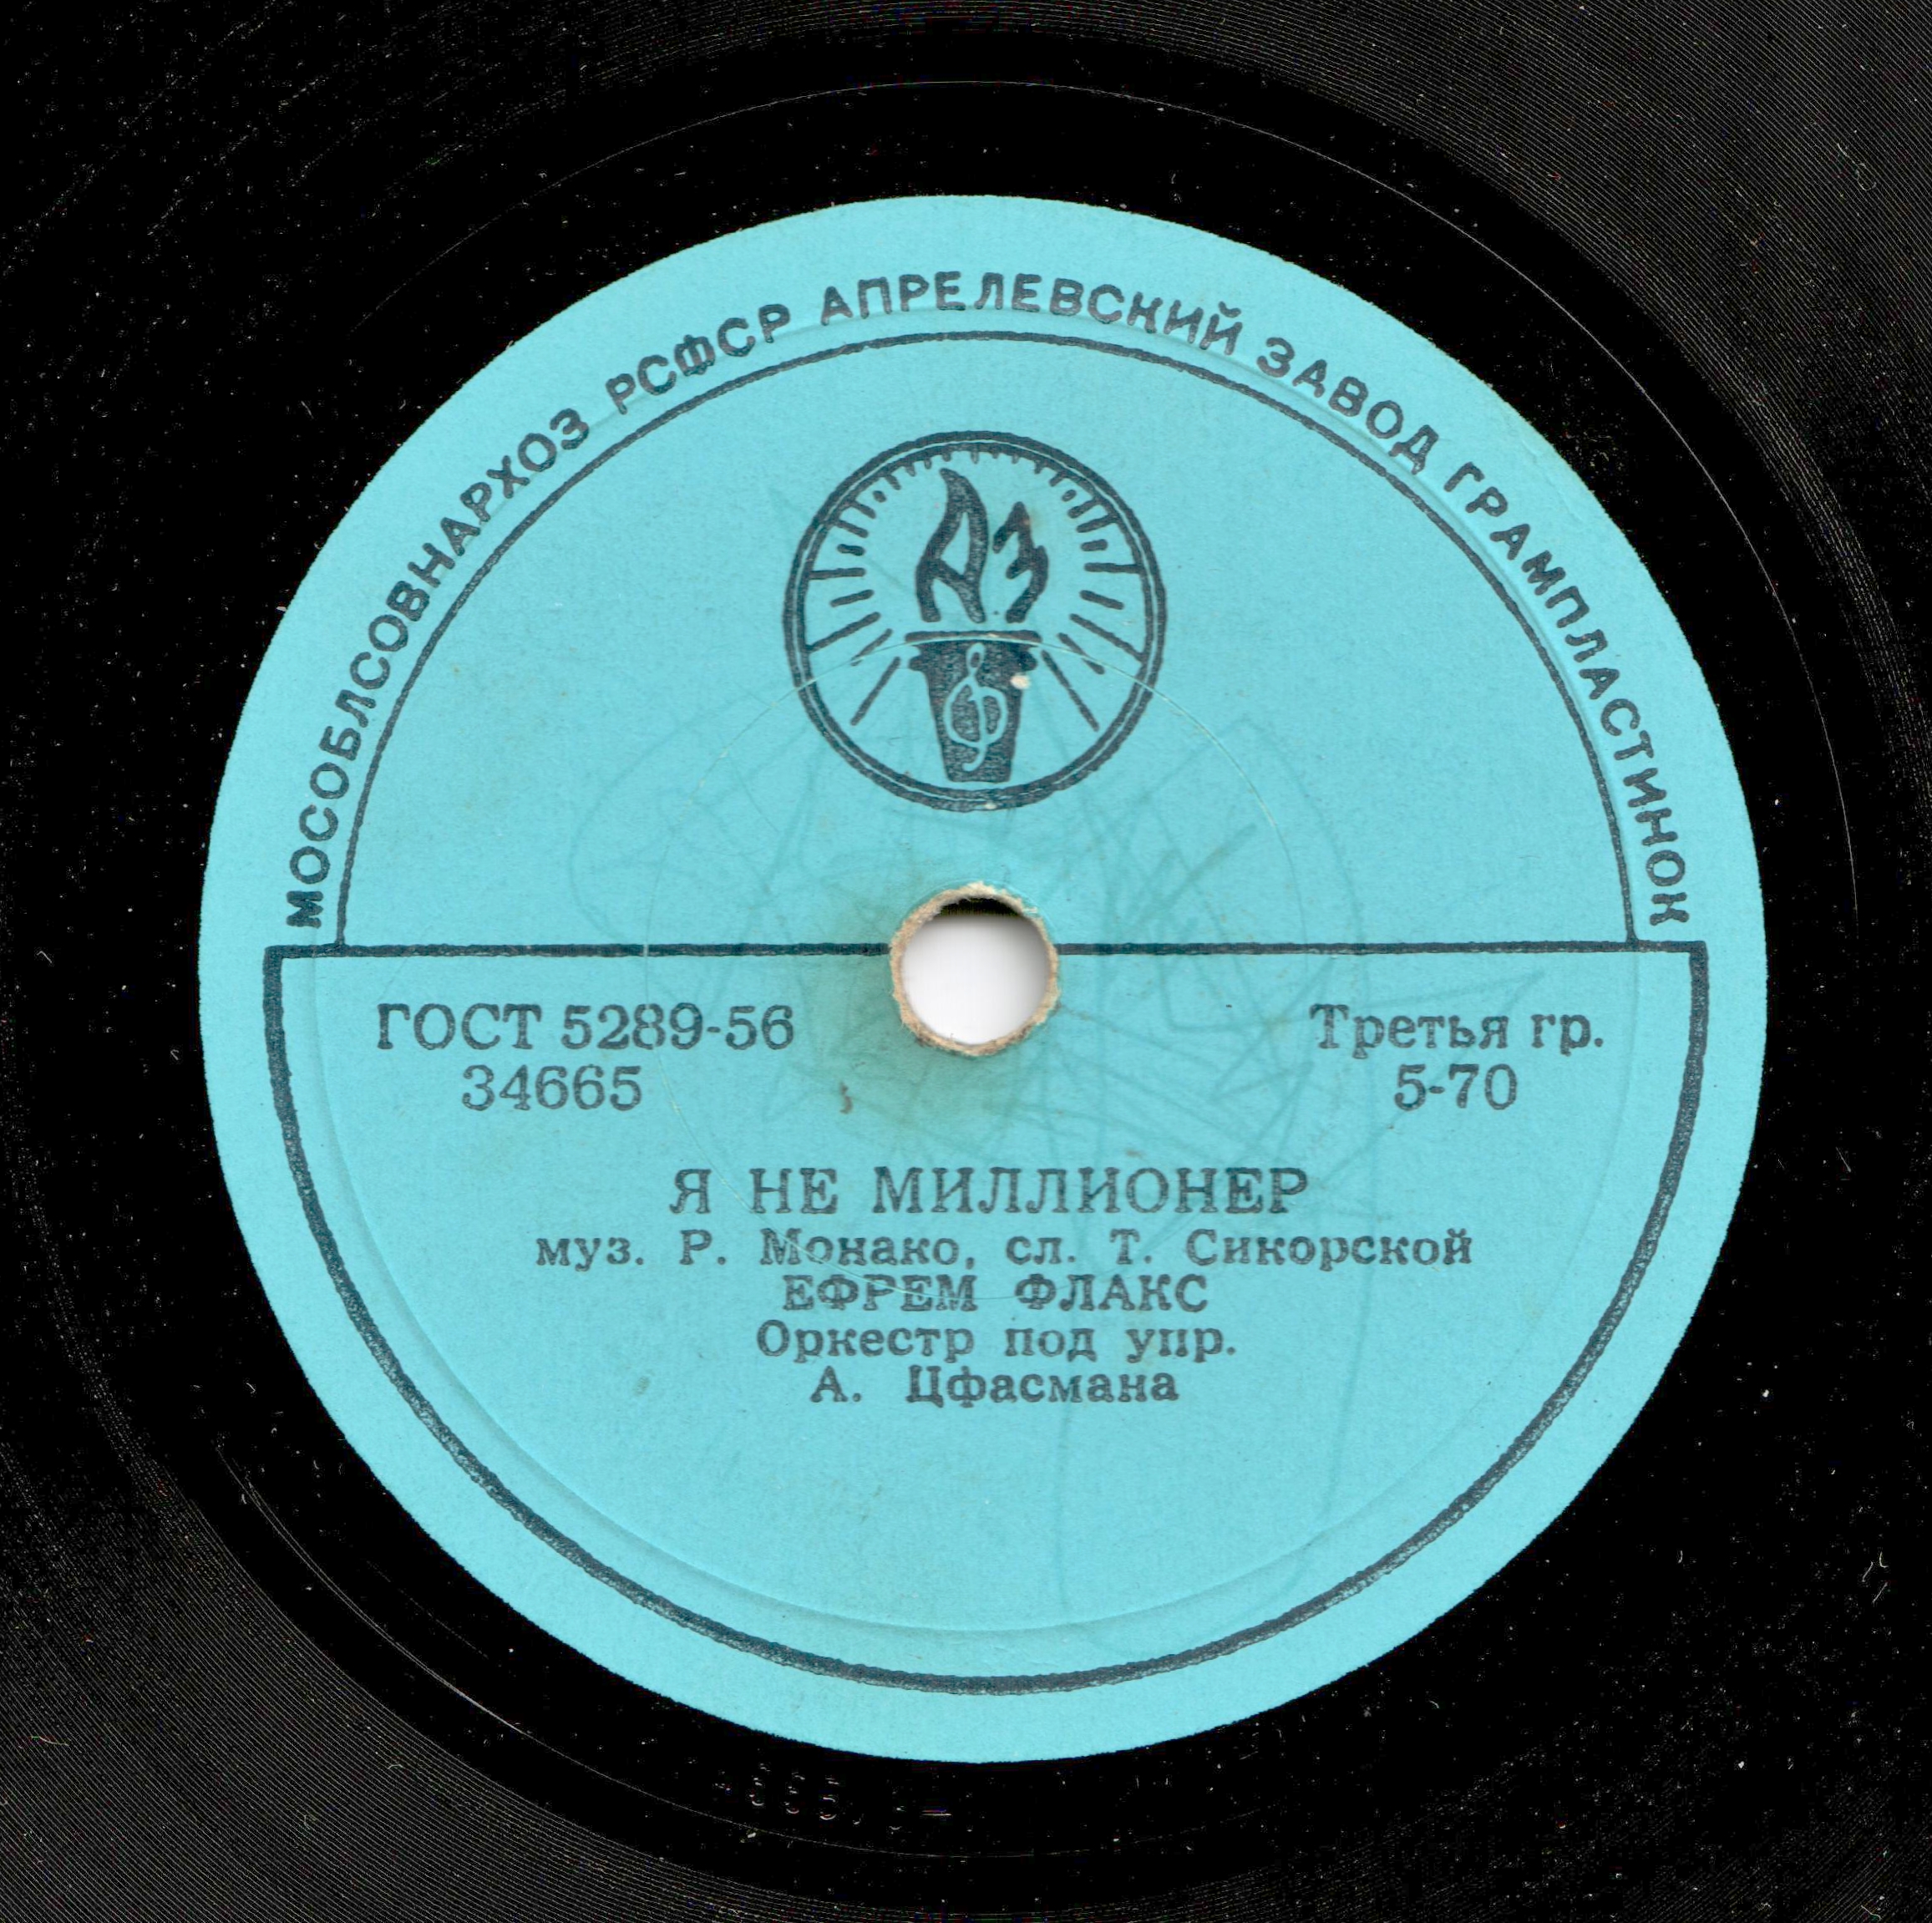 МОСОБЛСОВНАРХОЗ РСФСР АПРЕЛЕВСКИЙ ЗАВОД ГРАМПЛАСТИНОК
АЗ
ГОСТ 5289-56
34665
Третья гр.
5-70
Я НЕ МИЛЛИОНЕР
муз. Р. Монако, сл. Т. Сикорской
ЕФРЕМ ФЛАКС
Оркестр под упр.
А. Цфасмана